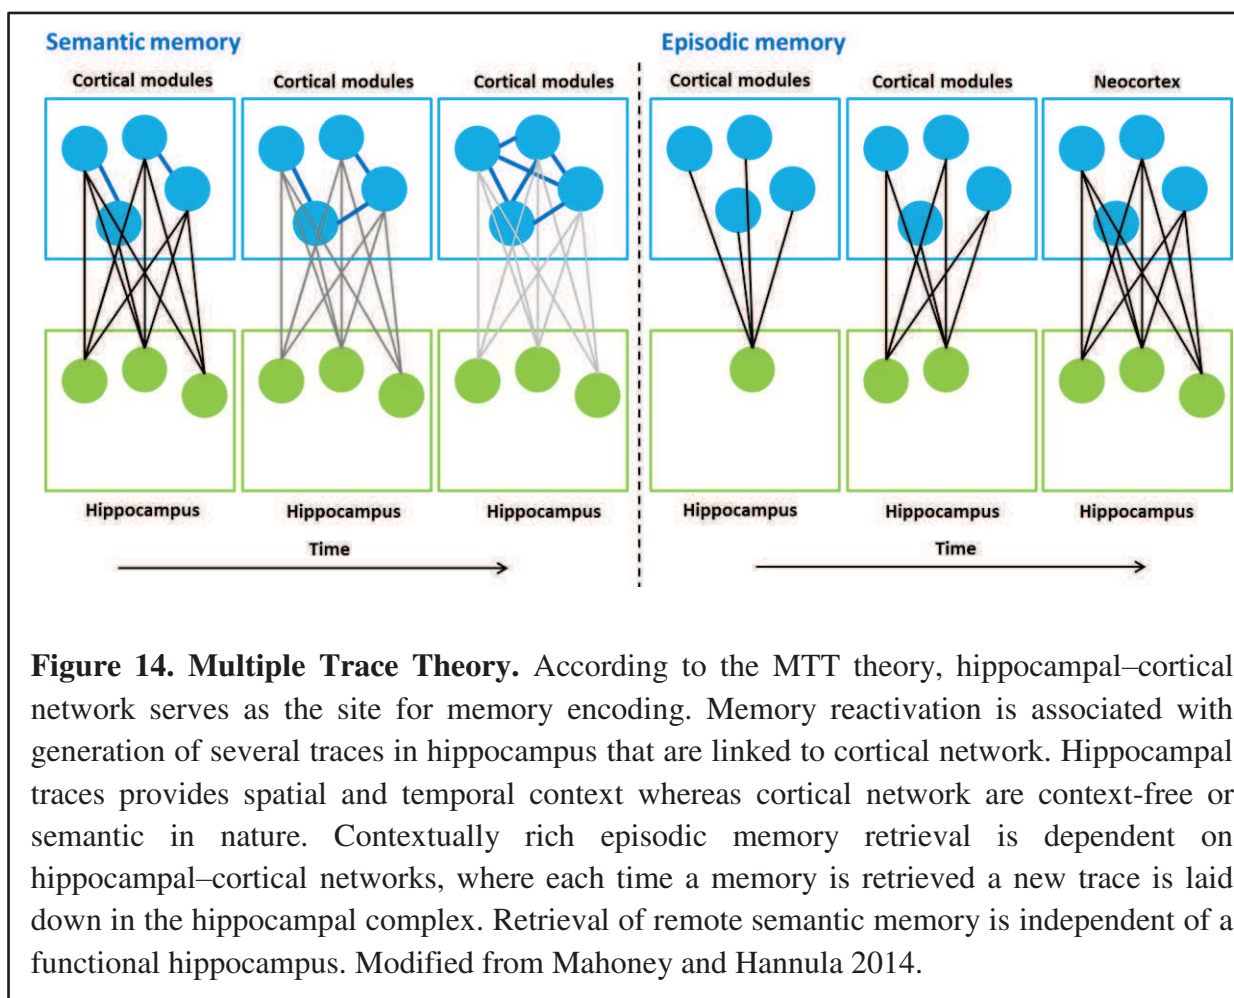 Semantic memory
Episodic memory
Cortical modules
Cortical modules
Cortical modules
Cortical modules
Cortical modules
Neocortex
Hippocampus
Hippocampus
Hippocampus
Hippocampus
Hippocampus
Hippocampus
Time
Time
Figure 14. Multiple Trace Theory. According to the MTT theory, hippocampal–cortical
network serves as the site for memory encoding. Memory reactivation is associated with
generation of several traces in hippocampus that are linked to cortical network. Hippocampal
traces provides spatial and temporal context whereas cortical network are context-free or
semantic in nature. Contextually rich episodic memory retrieval is dependent on
hippocampal–cortical networks, where each time a memory is retrieved a new trace is laid
down in the hippocampal complex. Retrieval of remote semantic memory is independent of a
functional hippocampus. Modified from Mahoney and Hannula 2014.